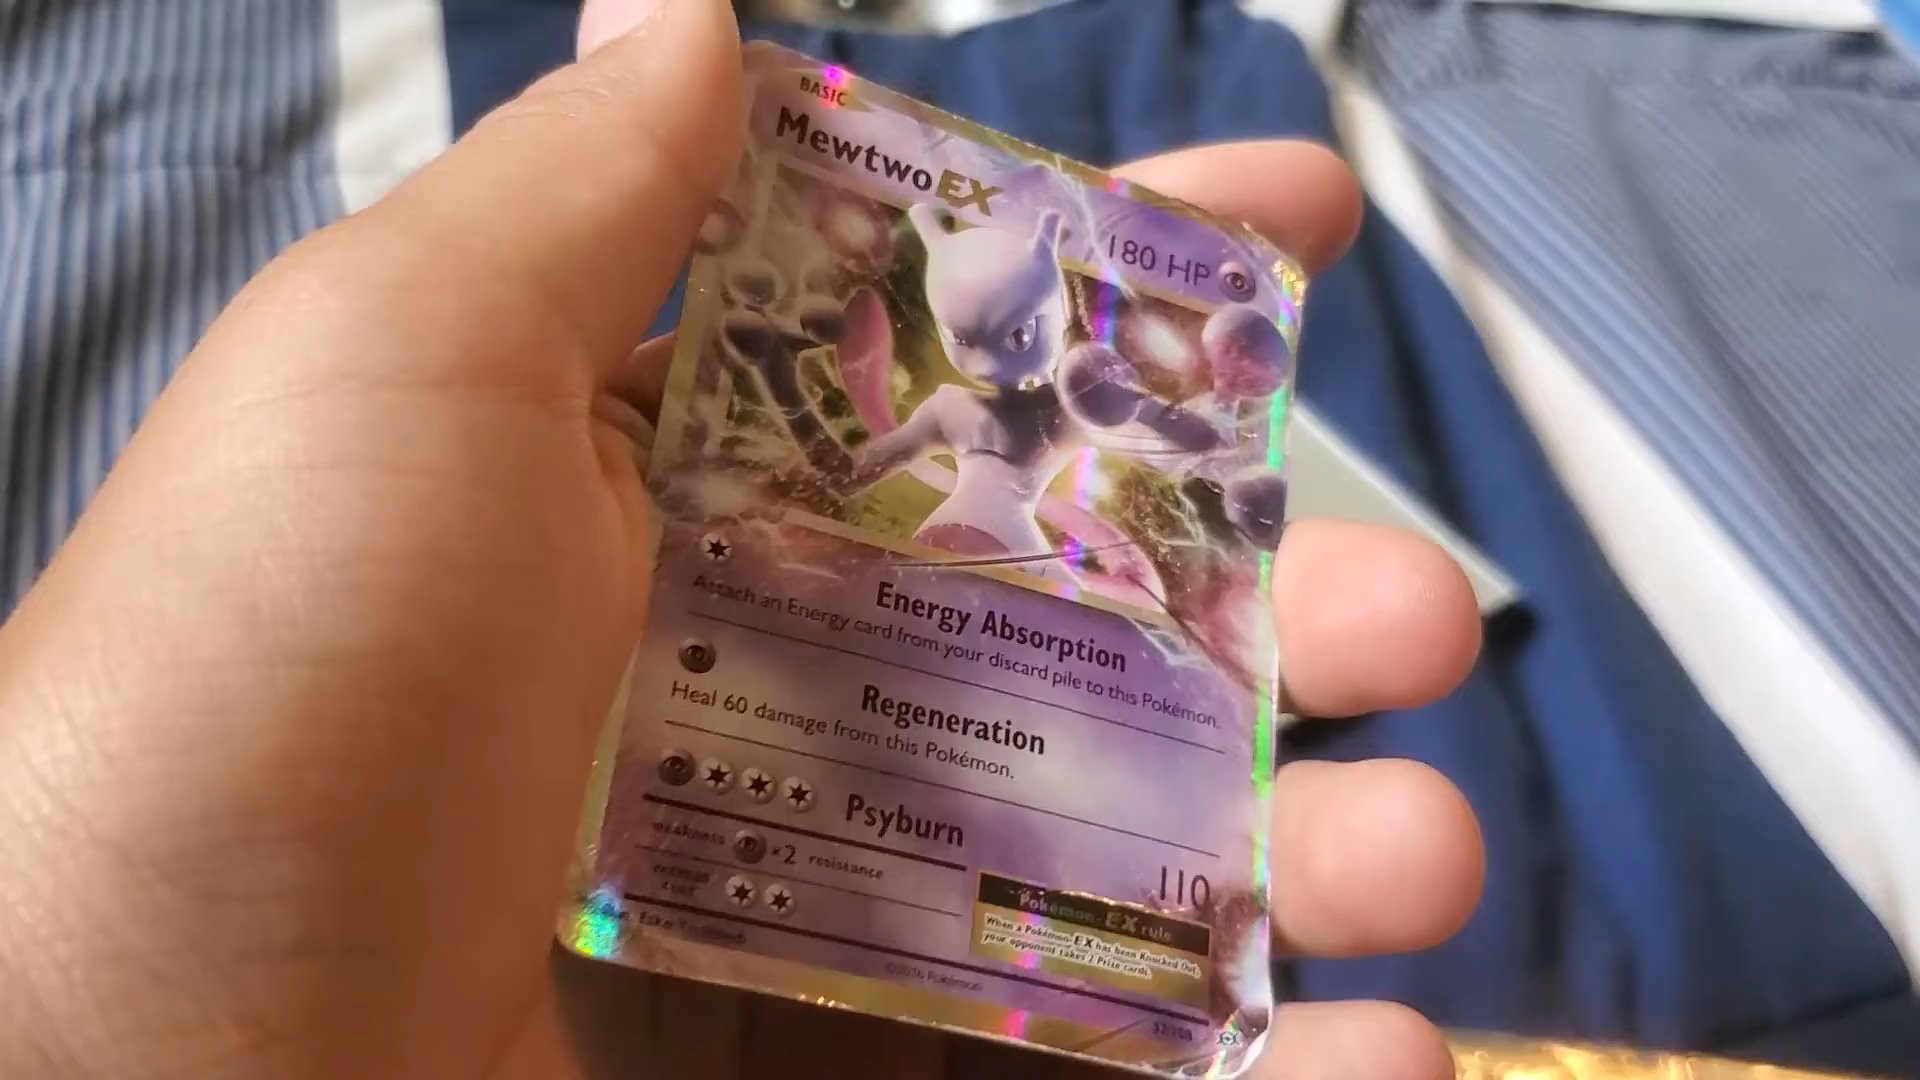 BASIC
Mewtwo EX
180 HP
Energy Absorption
Attach an Energy card from your discard pile to this Pokémon.
Regeneration
Heal 60 damage from this Pokémon.
Psyburn
110
weakness ×2 resistance
retreat
cost
Pokémon-EX rule
When a Pokémon-EX has been Knocked Out,
your opponent takes 2 Prize cards.
©2016 Pokémon